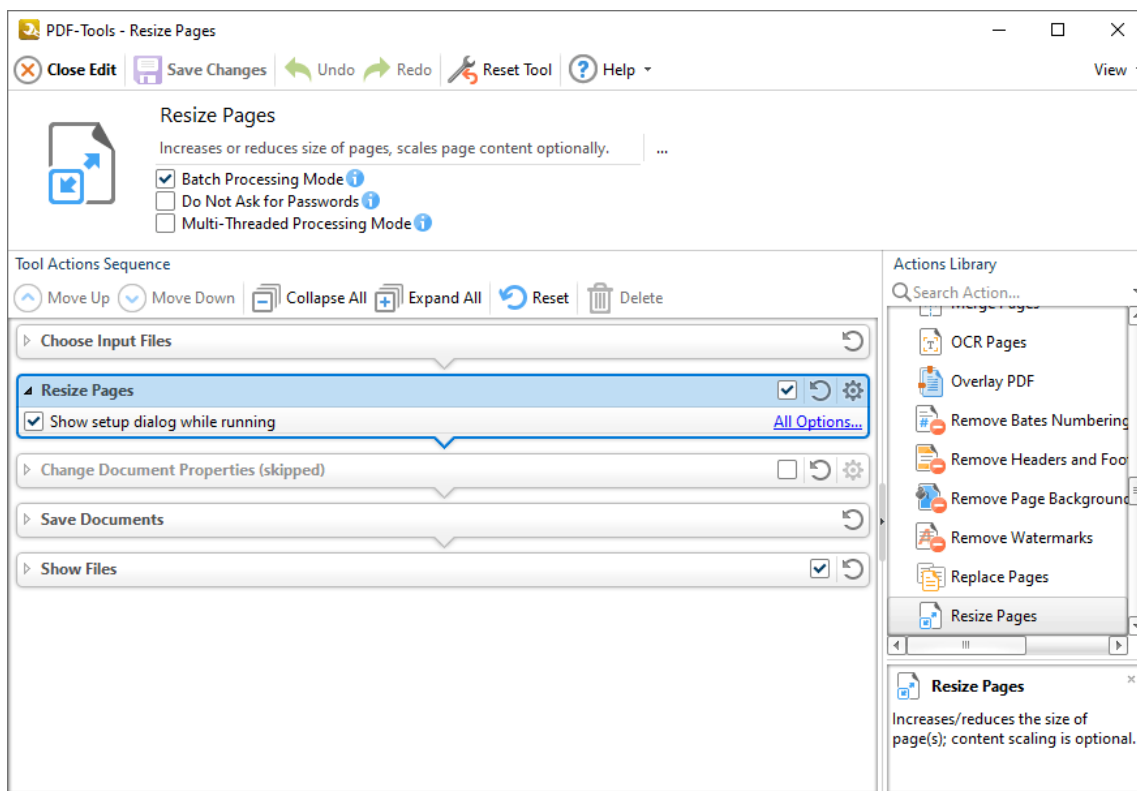 PDF-Tools - Resize Pages
Close Edit Save Changes Undo Redo Reset Tool Help View
Resize Pages
Increases or reduces size of pages, scales page content optionally. ...
Batch Processing Mode
Do Not Ask for Passwords
Multi-Threaded Processing Mode
Tool Actions Sequence
Move Up Move Down Collapse All Expand All Reset Delete
Choose Input Files
Resize Pages
Show setup dialog while running All Options...
Change Document Properties (skipped)
Save Documents
Show Files
Actions Library
Search Action...
Merge Pages
OCR Pages
Overlay PDF
Remove Bates Numbering
Remove Headers and Foo
Remove Page Background
Remove Watermarks
Replace Pages
Resize Pages
Resize Pages
Increases/reduces the size of
page(s); content scaling is optional.